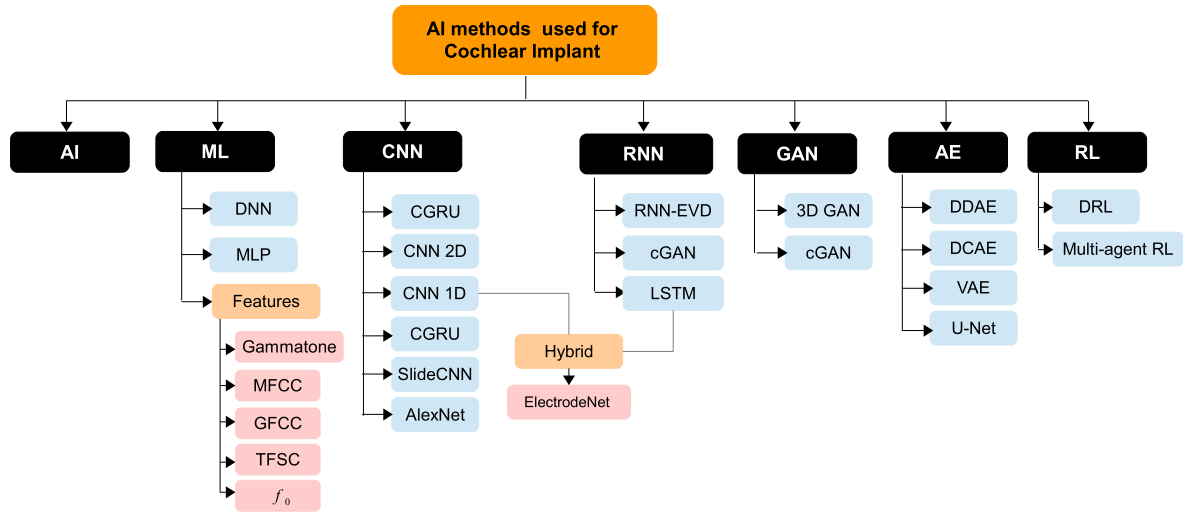 AI methods used for
Cochlear Implant
AI
ML
CNN
RNN
GAN
AE
RL
DNN
MLP
Features
Gammatone
MFCC
GFCC
TFSC
f 0
CGRU
CNN 2D
CNN 1D
CGRU
SlideCNN
AlexNet
Hybrid
ElectrodeNet
RNN-EVD
cGAN
LSTM
3D GAN
cGAN
DDAE
DCAE
VAE
U-Net
DRL
Multi-agent RL